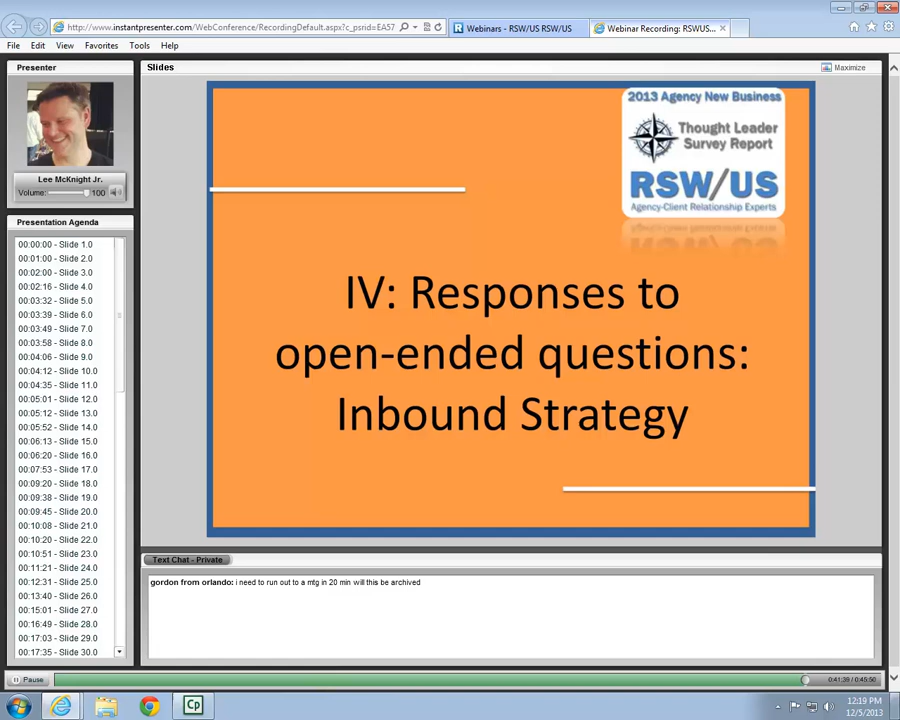 http://www.instantpresenter.com/WebConference/RecordingDefault.aspx?c_psrid=EA57
Webinars - RSW/US RSW/US
Webinar Recording: RSWUS...
File Edit View Favorites Tools Help
Presenter
Lee McKnight Jr.
Volume: 100
Presentation Agenda
00:00:00 - Slide 1.0
00:01:00 - Slide 2.0
00:02:00 - Slide 3.0
00:02:16 - Slide 4.0
00:03:32 - Slide 5.0
00:03:39 - Slide 6.0
00:03:49 - Slide 7.0
00:03:58 - Slide 8.0
00:04:06 - Slide 9.0
00:04:12 - Slide 10.0
00:04:35 - Slide 11.0
00:05:01 - Slide 12.0
00:05:12 - Slide 13.0
00:05:52 - Slide 14.0
00:06:13 - Slide 15.0
00:06:20 - Slide 16.0
00:07:53 - Slide 17.0
00:09:20 - Slide 18.0
00:09:38 - Slide 19.0
00:09:45 - Slide 20.0
00:10:08 - Slide 21.0
00:10:20 - Slide 22.0
00:10:51 - Slide 23.0
00:11:21 - Slide 24.0
00:12:31 - Slide 25.0
00:13:40 - Slide 26.0
00:15:01 - Slide 27.0
00:16:49 - Slide 28.0
00:17:03 - Slide 29.0
00:17:35 - Slide 30.0
Slides
Maximize
2013 Agency New Business
Thought Leader
Survey Report
RSW/US
Agency-Client Relationship Experts
IV: Responses to
open-ended questions:
Inbound Strategy
Text Chat - Private
gordon from orlando: i need to run out to a mtg in 20 min will this be archived
Pause
0:41:39 / 0:45:50
Cp
12:19 PM
12/5/2013